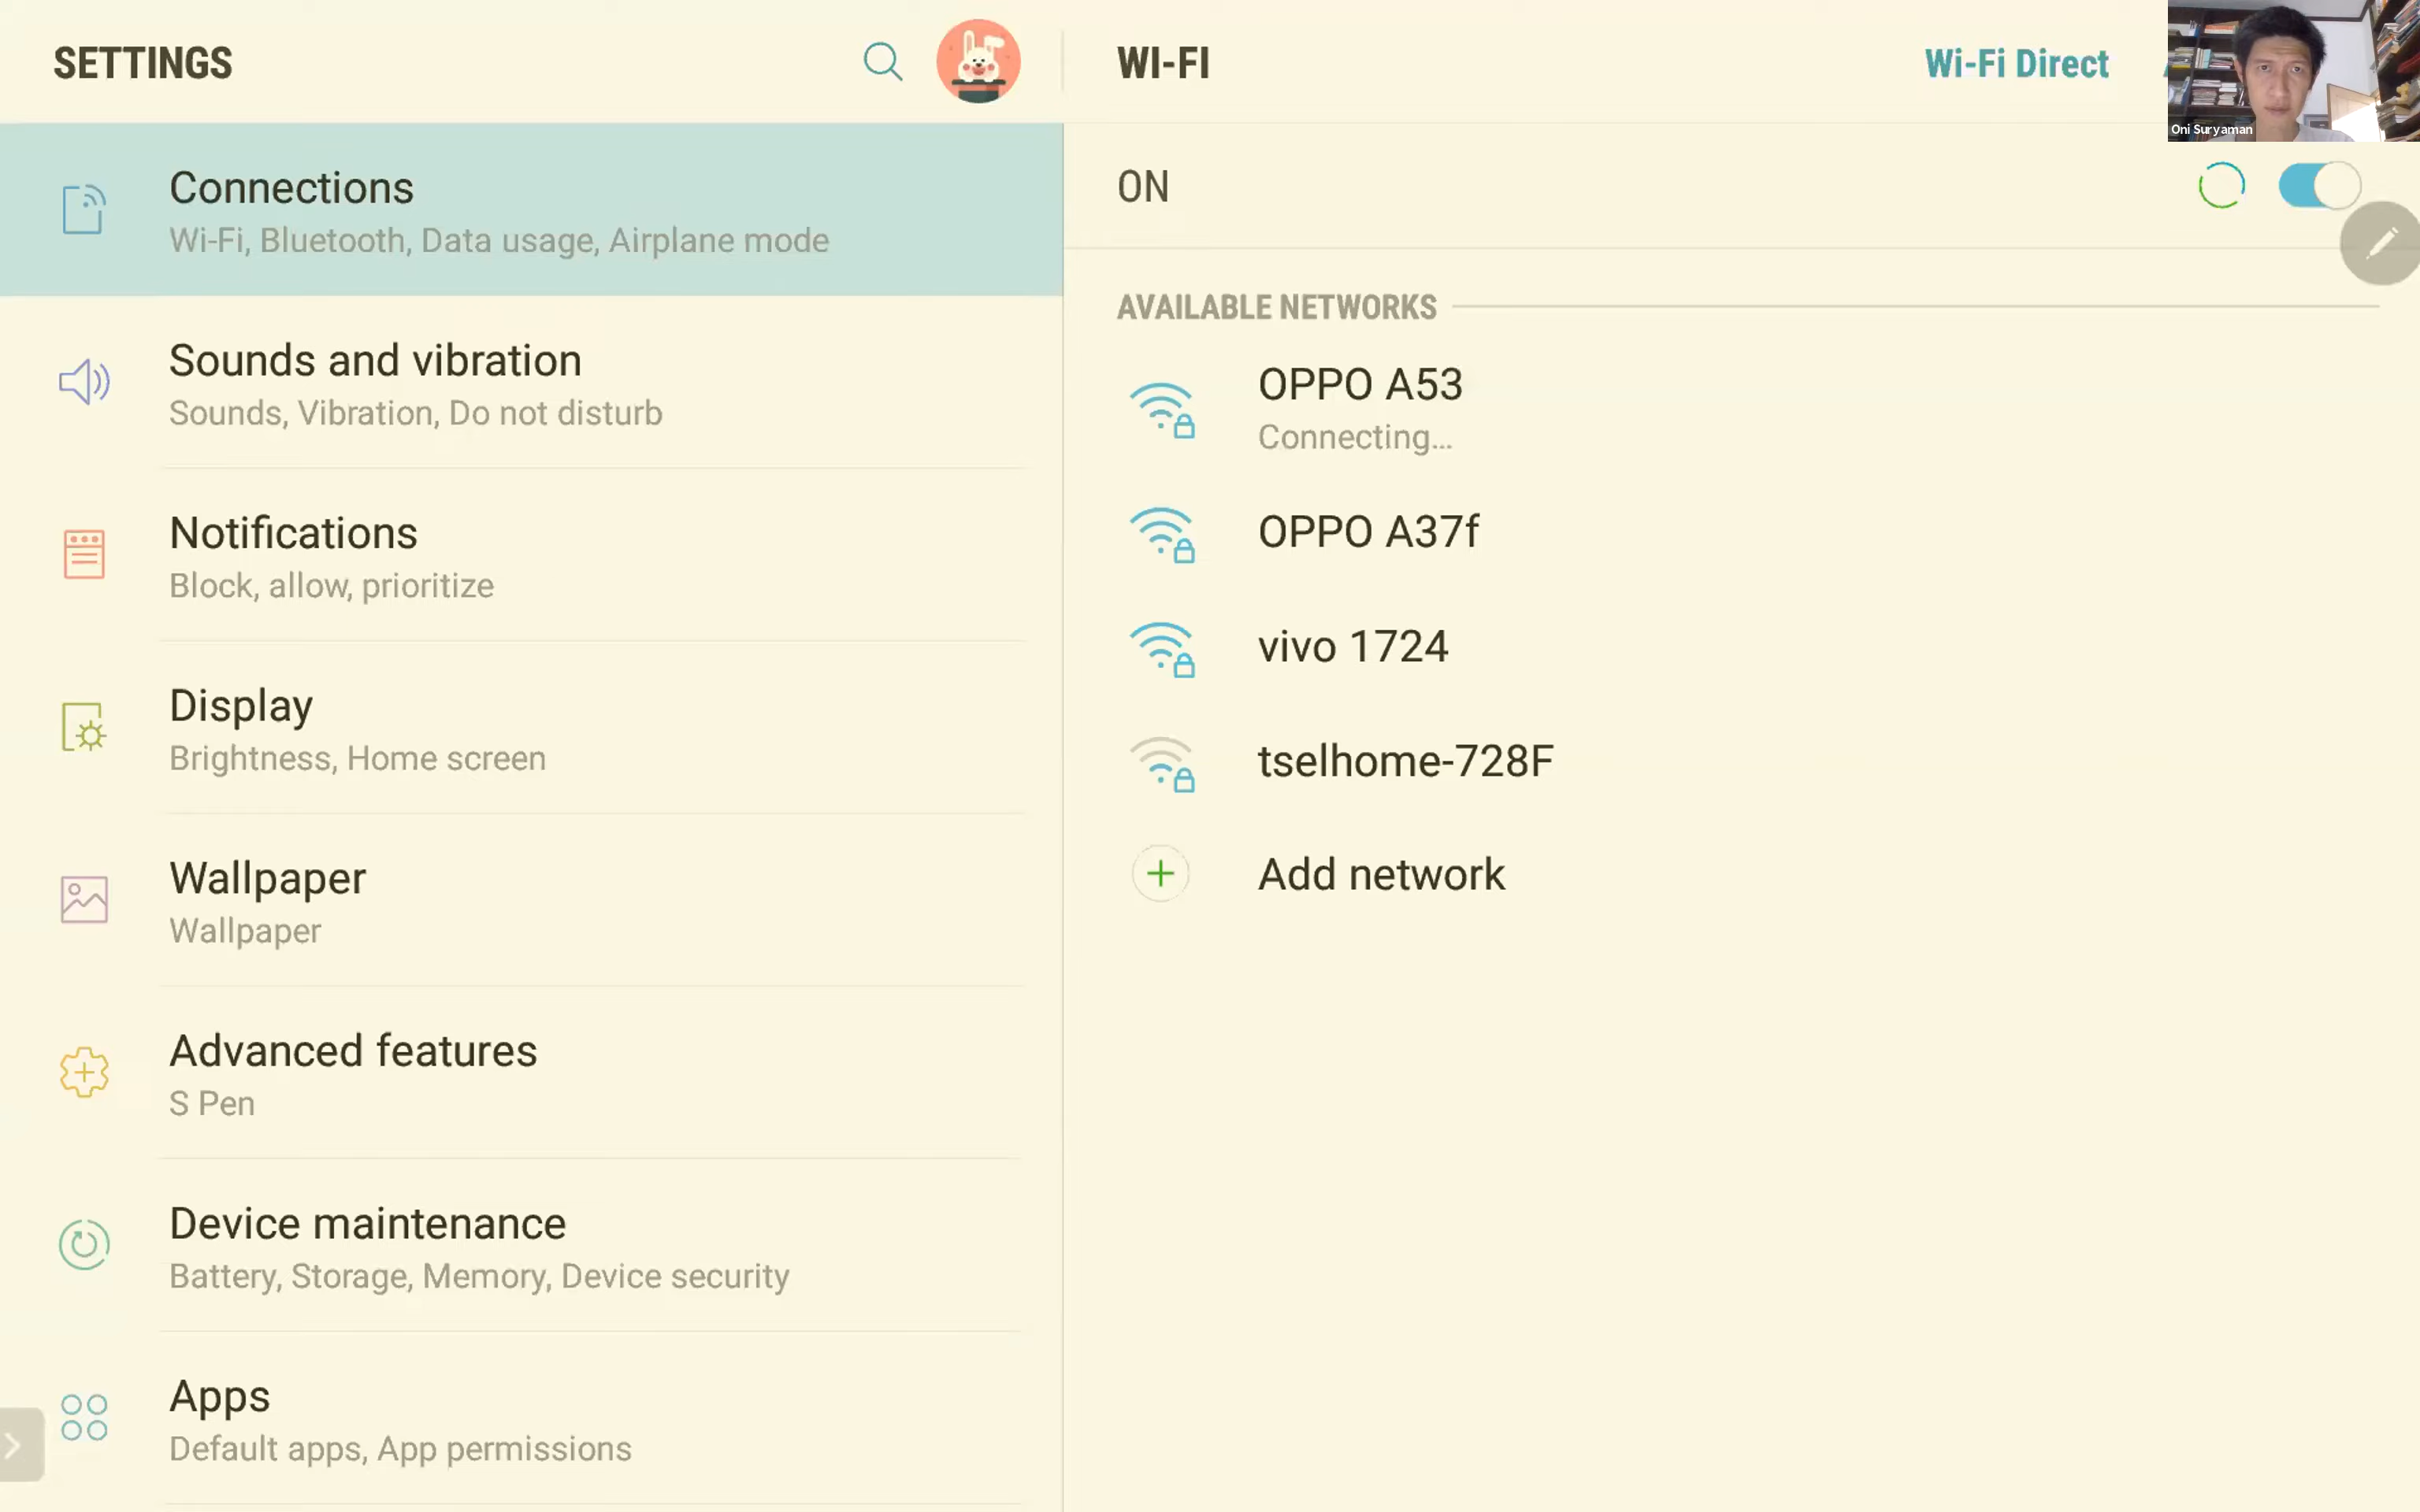 SETTINGS
Connections
Wi-Fi, Bluetooth, Data usage, Airplane mode
Sounds and vibration
Sounds, Vibration, Do not disturb
Notifications
Block, allow, prioritize
Display
Brightness, Home screen
Wallpaper
Wallpaper
Advanced features
S Pen
Device maintenance
Battery, Storage, Memory, Device security
Apps
Default apps, App permissions
WI-FI
Wi-Fi Direct
Oni Suryaman
ON
AVAILABLE NETWORKS
OPPO A53
Connecting...
OPPO A37f
vivo 1724
tselhome-728F
Add network